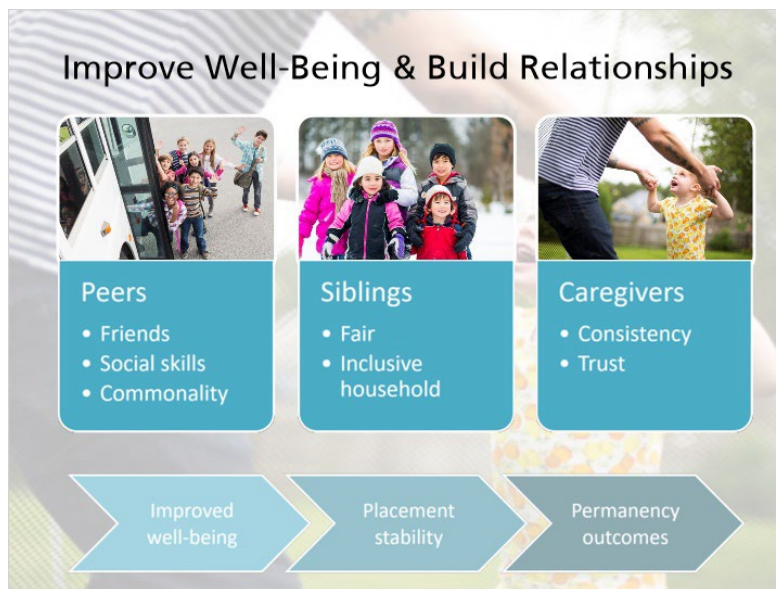 Improve Well-Being & Build Relationships
Peers
• Friends
• Social skills
• Commonality
Siblings
• Fair
• Inclusive
household
Caregivers
• Consistency
• Trust
Improved
well-being
Placement
stability
Permanency
outcomes